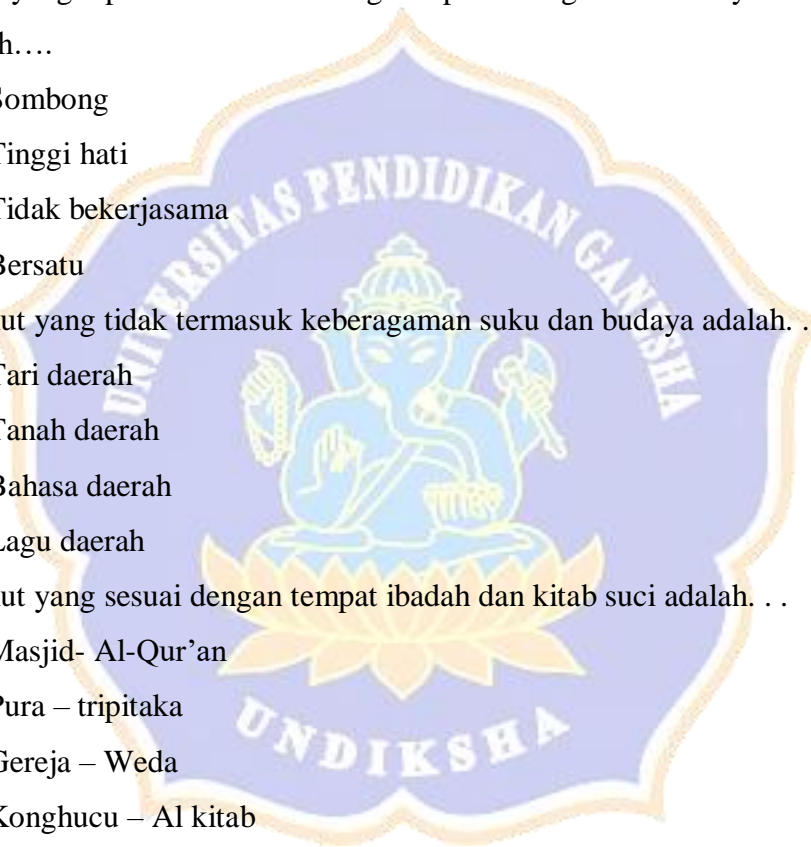 h….
Sombong
Tinggi hati
Tidak bekerjasama
Bersatu
ut yang tidak termasuk keberagaman suku dan budaya adalah. .
Tari daerah
Tanah daerah
Bahasa daerah
Lagu daerah
ut yang sesuai dengan tempat ibadah dan kitab suci adalah. . .
Masjid- Al-Qur’an
Pura – tripitaka
Gereja – Weda
Konghucu – Al kitab
UNIVERSITAS PENDIDIKAN GANESHA
UNDIKSHA